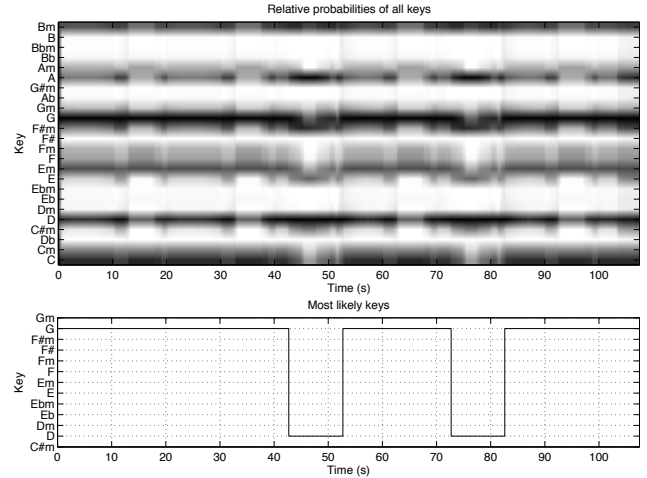 Relative probabilities of all keys
Key
Bm
B
Bbm
Bb
Am
A
G#m
Ab
Gm
G
F#m
F#
Fm
F
Em
E
Ebm
Eb
Dm
D
C#m
Db
Cm
C
0 10 20 30 40 50 60 70 80 90 100
Time (s)
Most likely keys
Key
Gm
G
F#m
F#
Fm
F
Em
E
Ebm
Eb
Dm
D
C#m
0 10 20 30 40 50 60 70 80 90 100
Time (s)